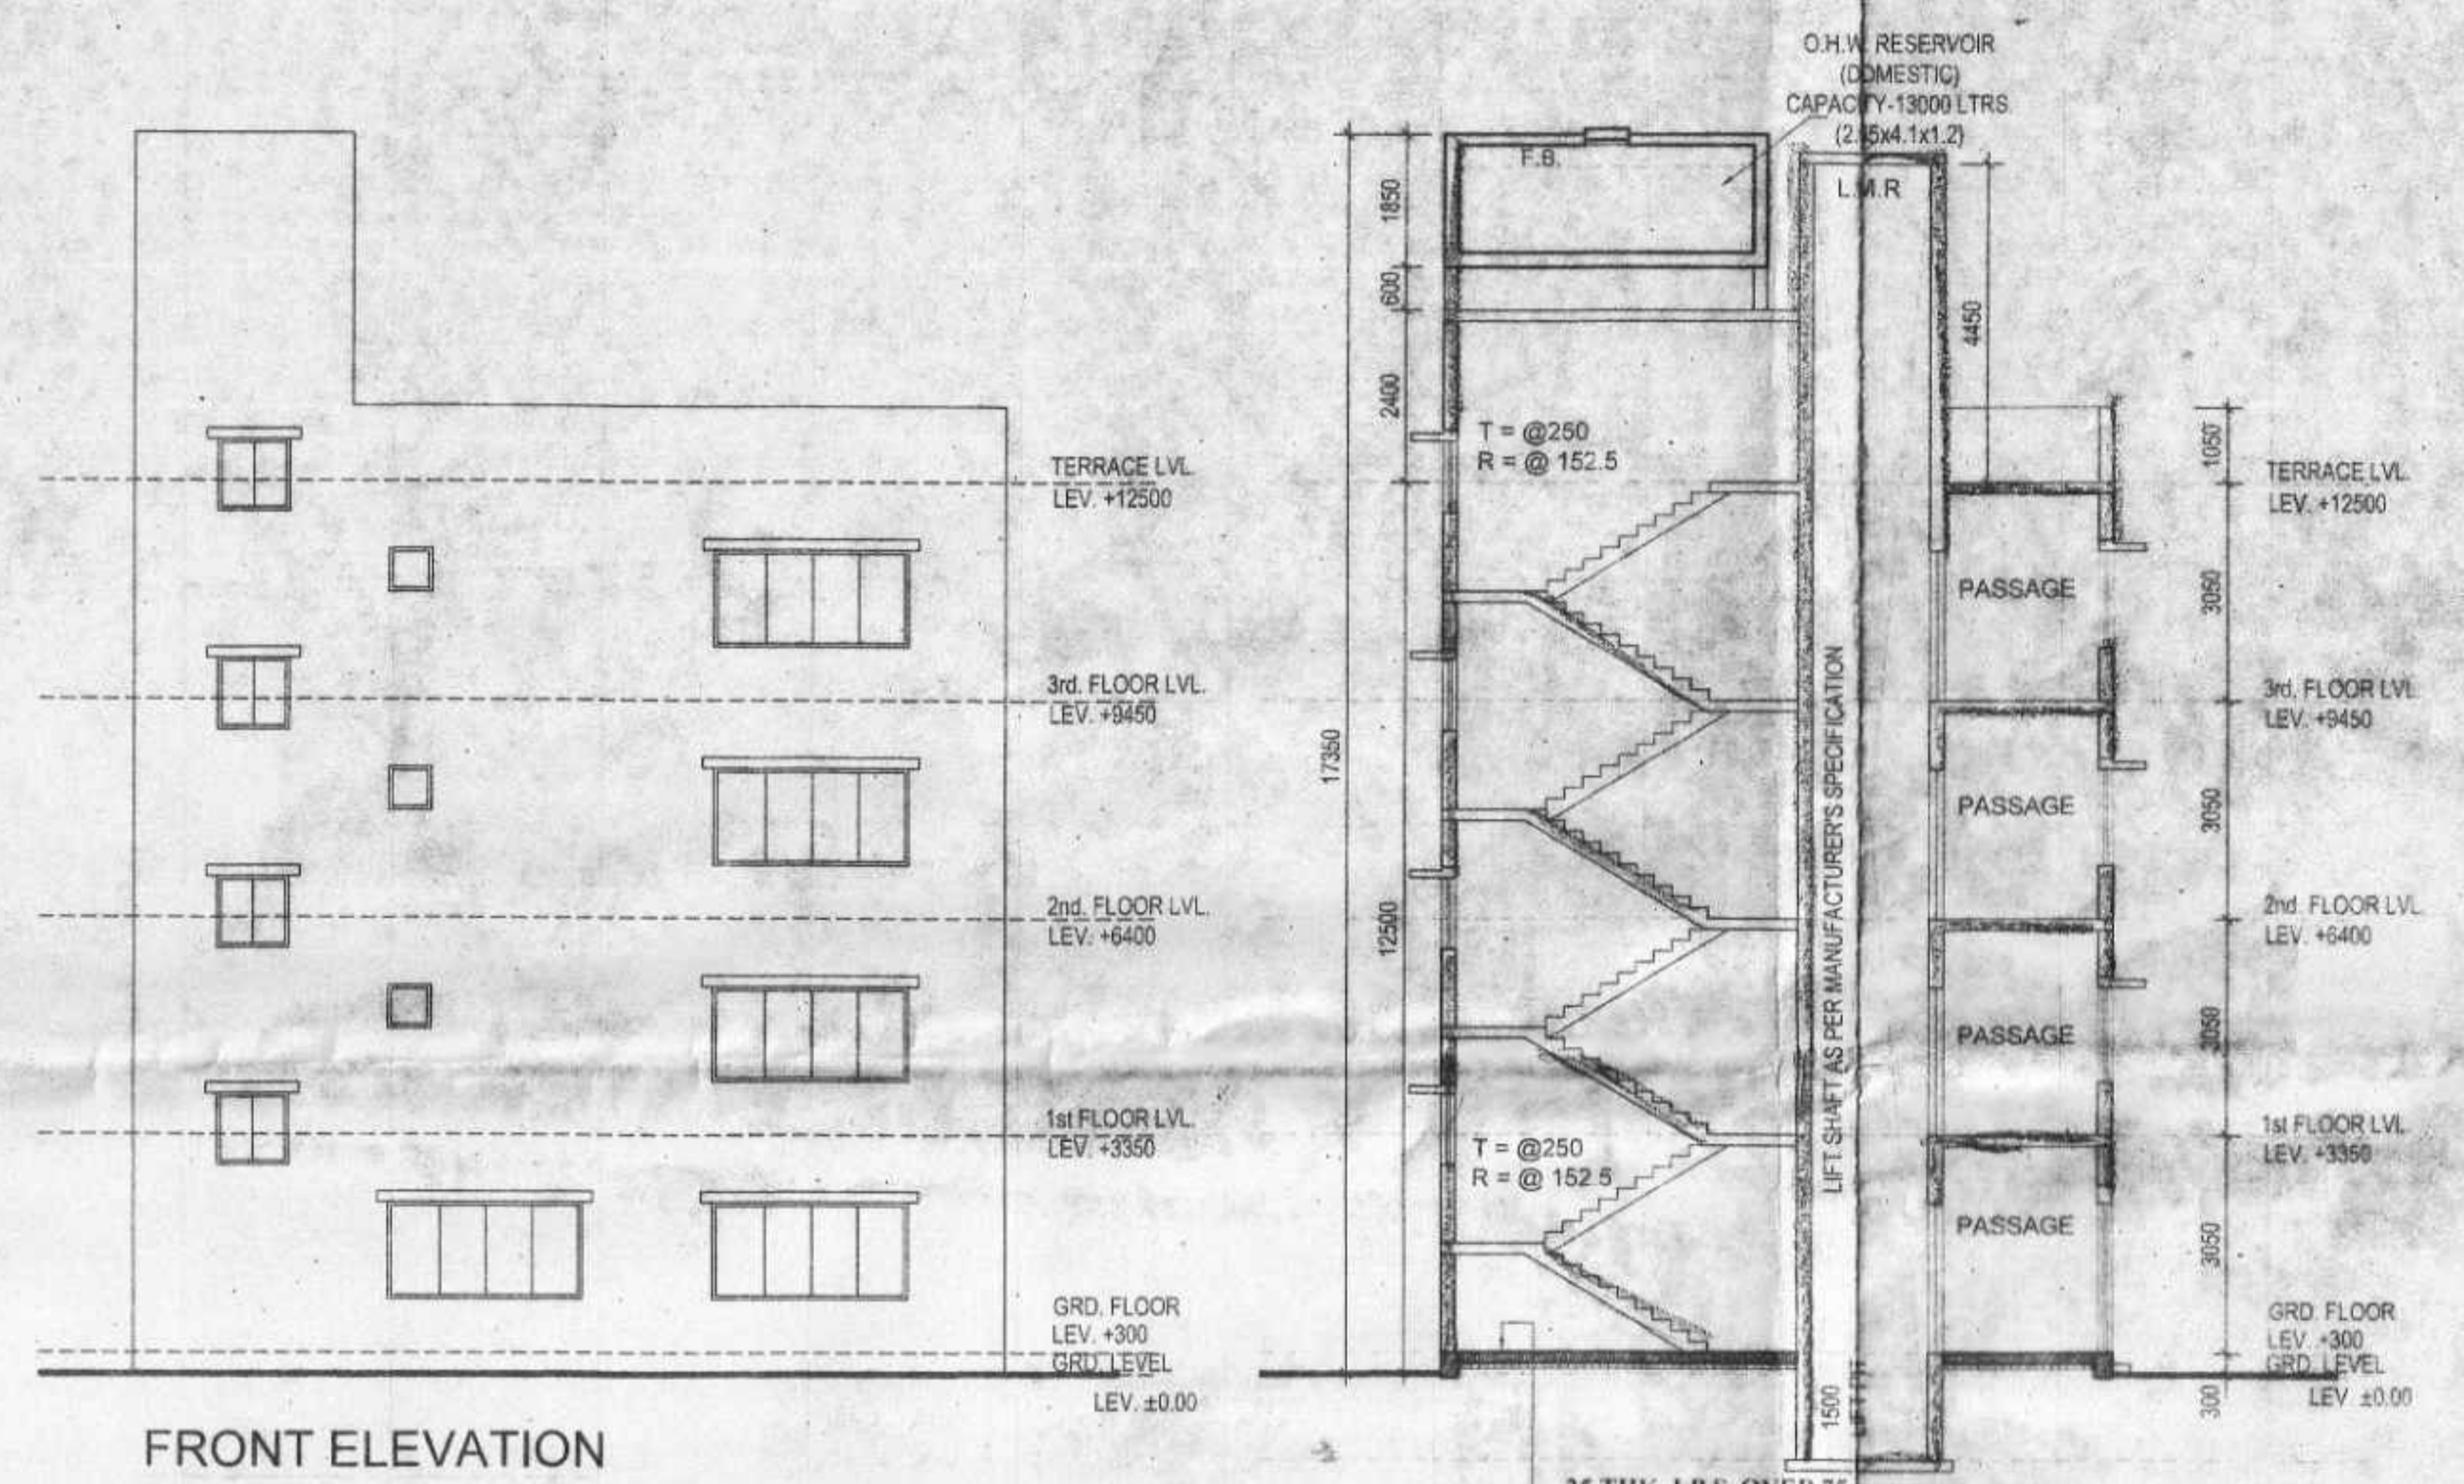 O.H.W. RESERVOIR
(DOMESTIC)
CAPACITY-13000 LTRS
F.B.
L.M.R
1850
600
2400
4450
17350
12500
T = @250
R = @ 152.5
T = @250
R = @ 152.5
LIFT SHAFT AS PER MANUFACTURER'S SPECIFICATION
1500
PASSAGE
PASSAGE
PASSAGE
PASSAGE
1050
3050
3050
3050
3050
300
TERRACE LVL.
LEV. +12500
3rd. FLOOR LVL.
LEV. +9450
2nd. FLOOR LVL.
LEV. +6400
1st FLOOR LVL.
LEV. +3350
GRD. FLOOR
LEV. +300
GRD. LEVEL
LEV. ±0.00
TERRACE LVL.
LEV. +12500
3rd. FLOOR LVL.
LEV. +9450
2nd. FLOOR LVL.
LEV. +6400
1st FLOOR LVL.
LEV. +3350
GRD. FLOOR
LEV. +300
GRD. LEVEL
LEV ±0.00
FRONT ELEVATION